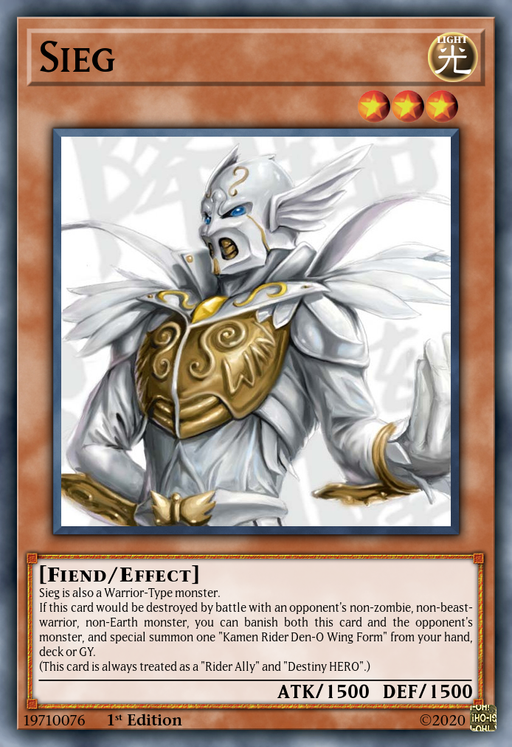 SIEG
LIGHT
光
[FIEND/EFFECT]
Sieg is also a Warrior-Type monster.
If this card would be destroyed by battle with an opponent's non-zombie, non-beast-
warrior, non-Earth monster, you can banish both this card and the opponent's
monster, and special summon one "Kamen Rider Den-O Wing Form" from your hand,
deck or GY.
(This card is always treated as a "Rider Ally" and "Destiny HERO".)
ATK/1500 DEF/1500
19710076 1st Edition ©2020